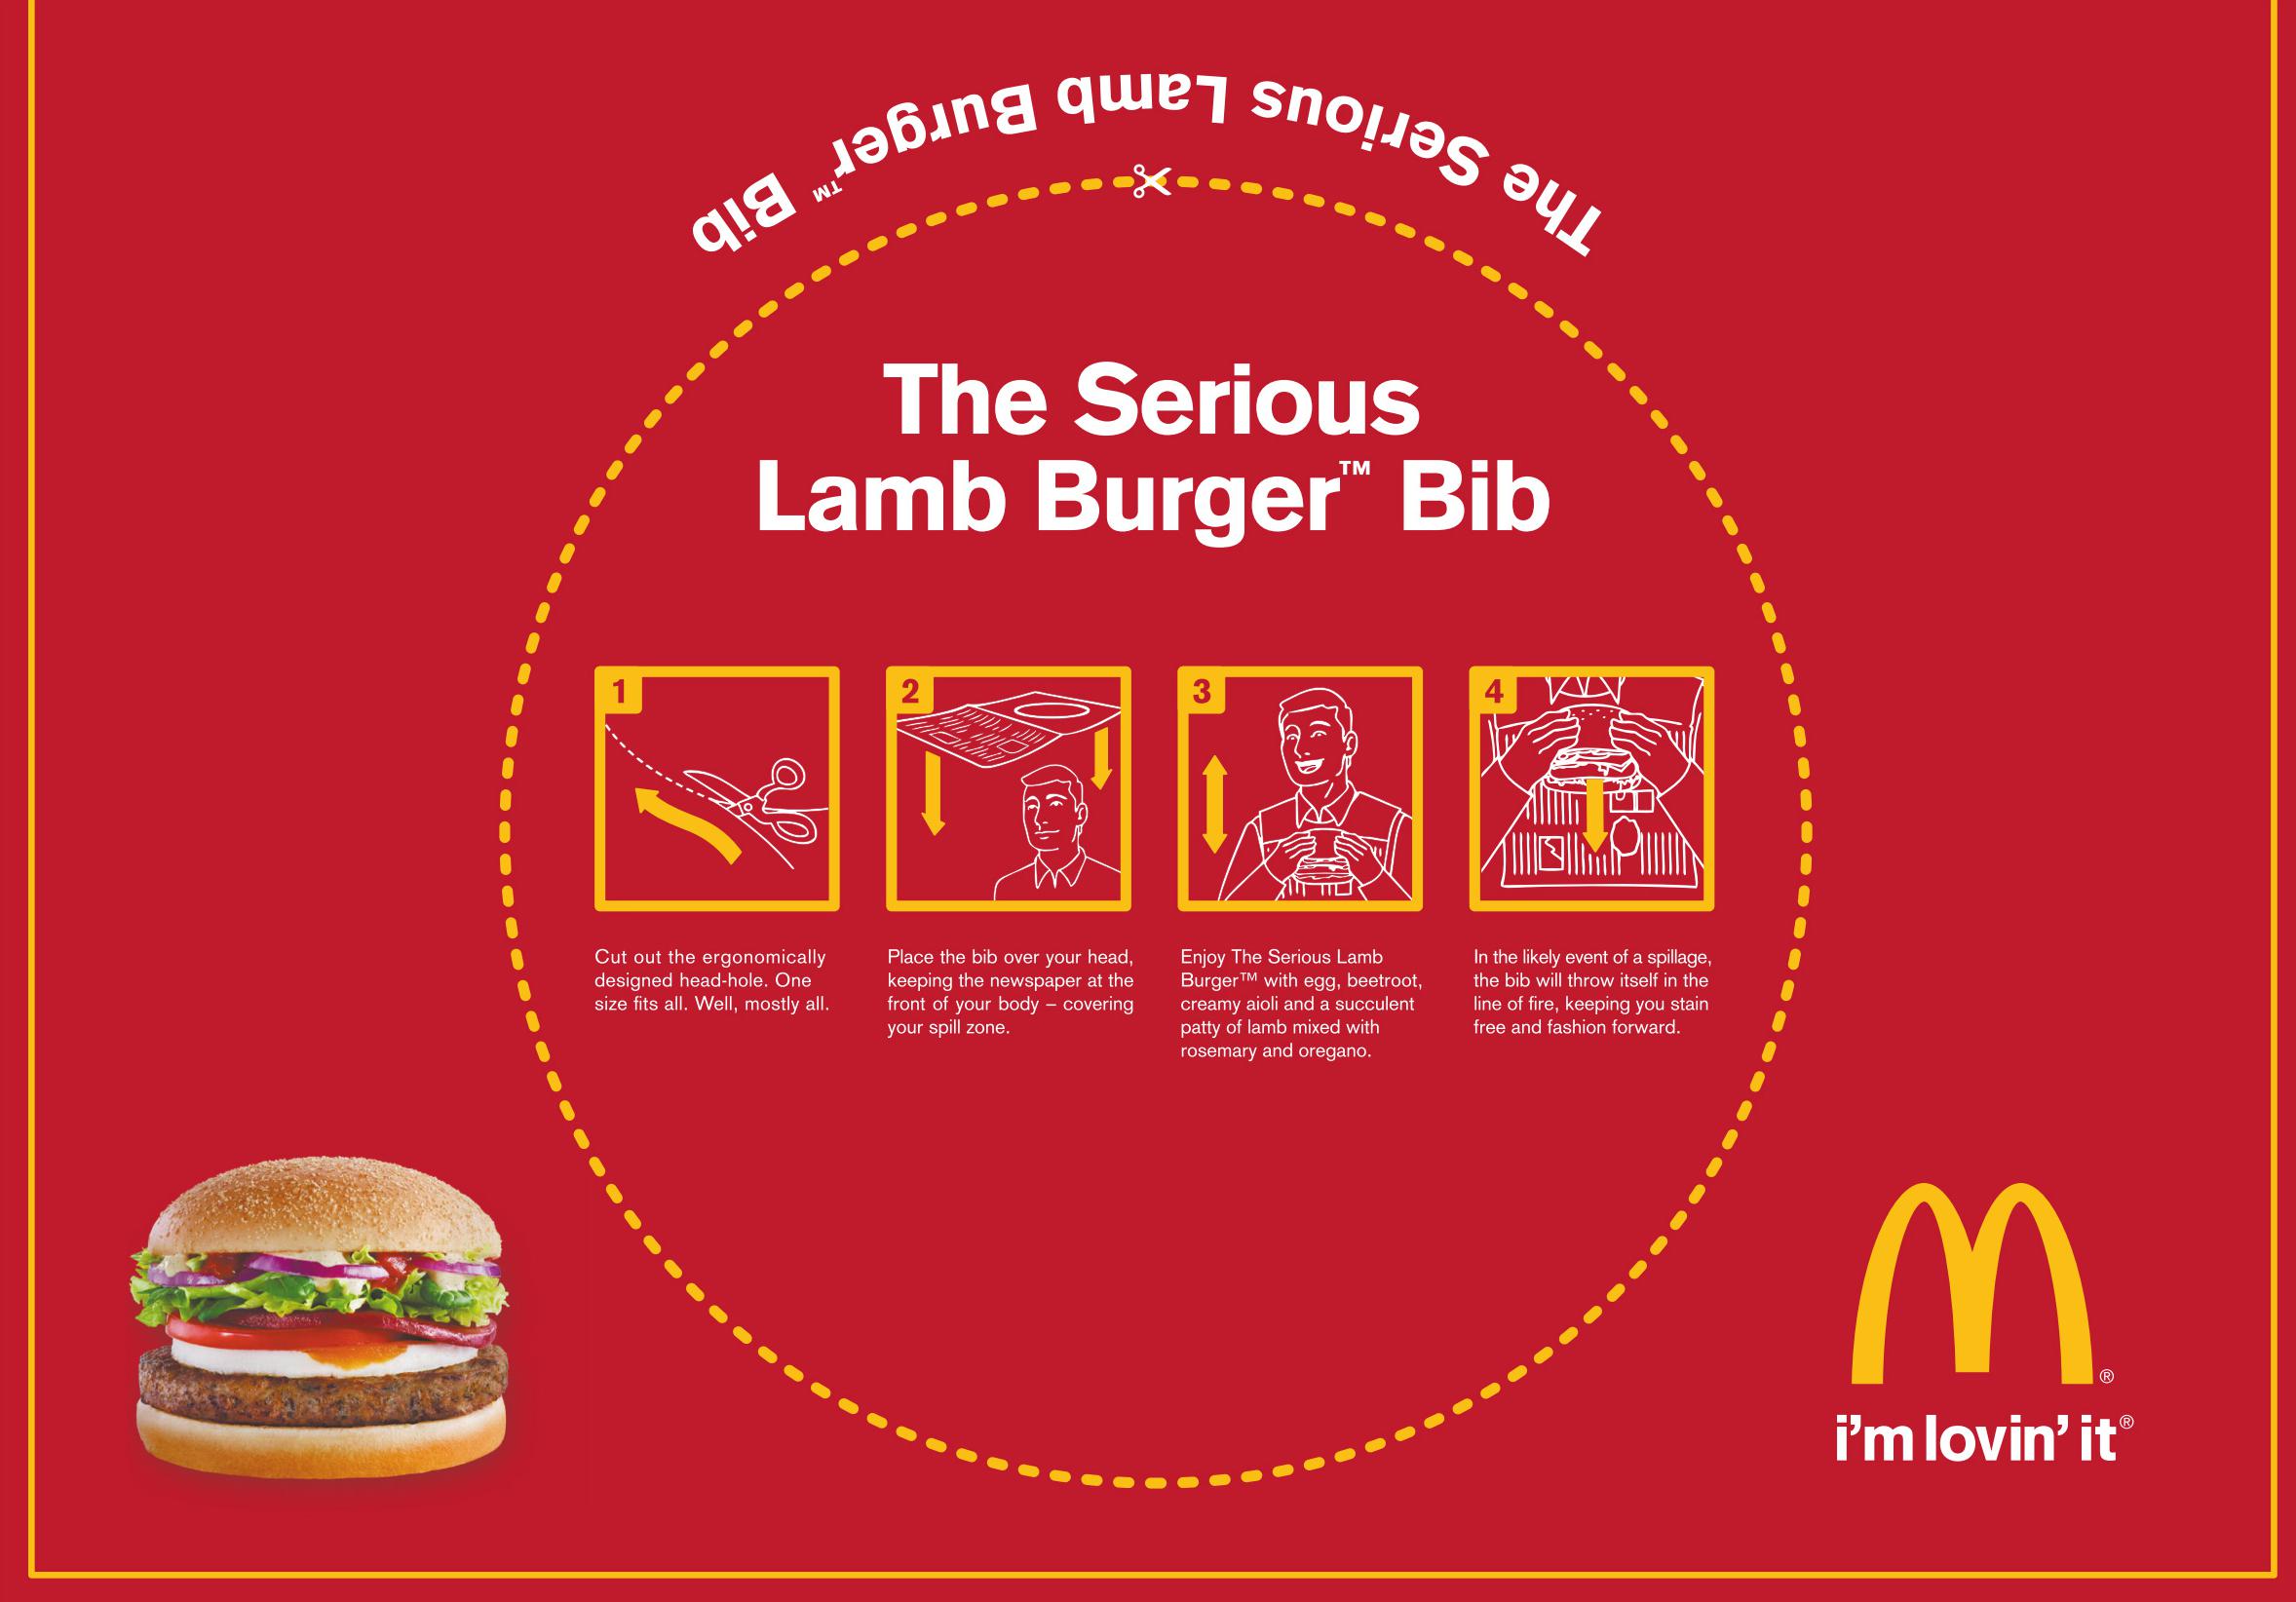 The Serious Lamb Burger™ Bib
The Serious
Lamb Burger™ Bib
1
2
3
4
Cut out the ergonomically
designed head-hole. One
size fits all. Well, mostly all.
Place the bib over your head,
keeping the newspaper at the
front of your body – covering
your spill zone.
Enjoy The Serious Lamb
Burger™ with egg, beetroot,
creamy aioli and a succulent
patty of lamb mixed with
rosemary and oregano.
In the likely event of a spillage,
the bib will throw itself in the
line of fire, keeping you stain
free and fashion forward.
®
i’m lovin’ it®